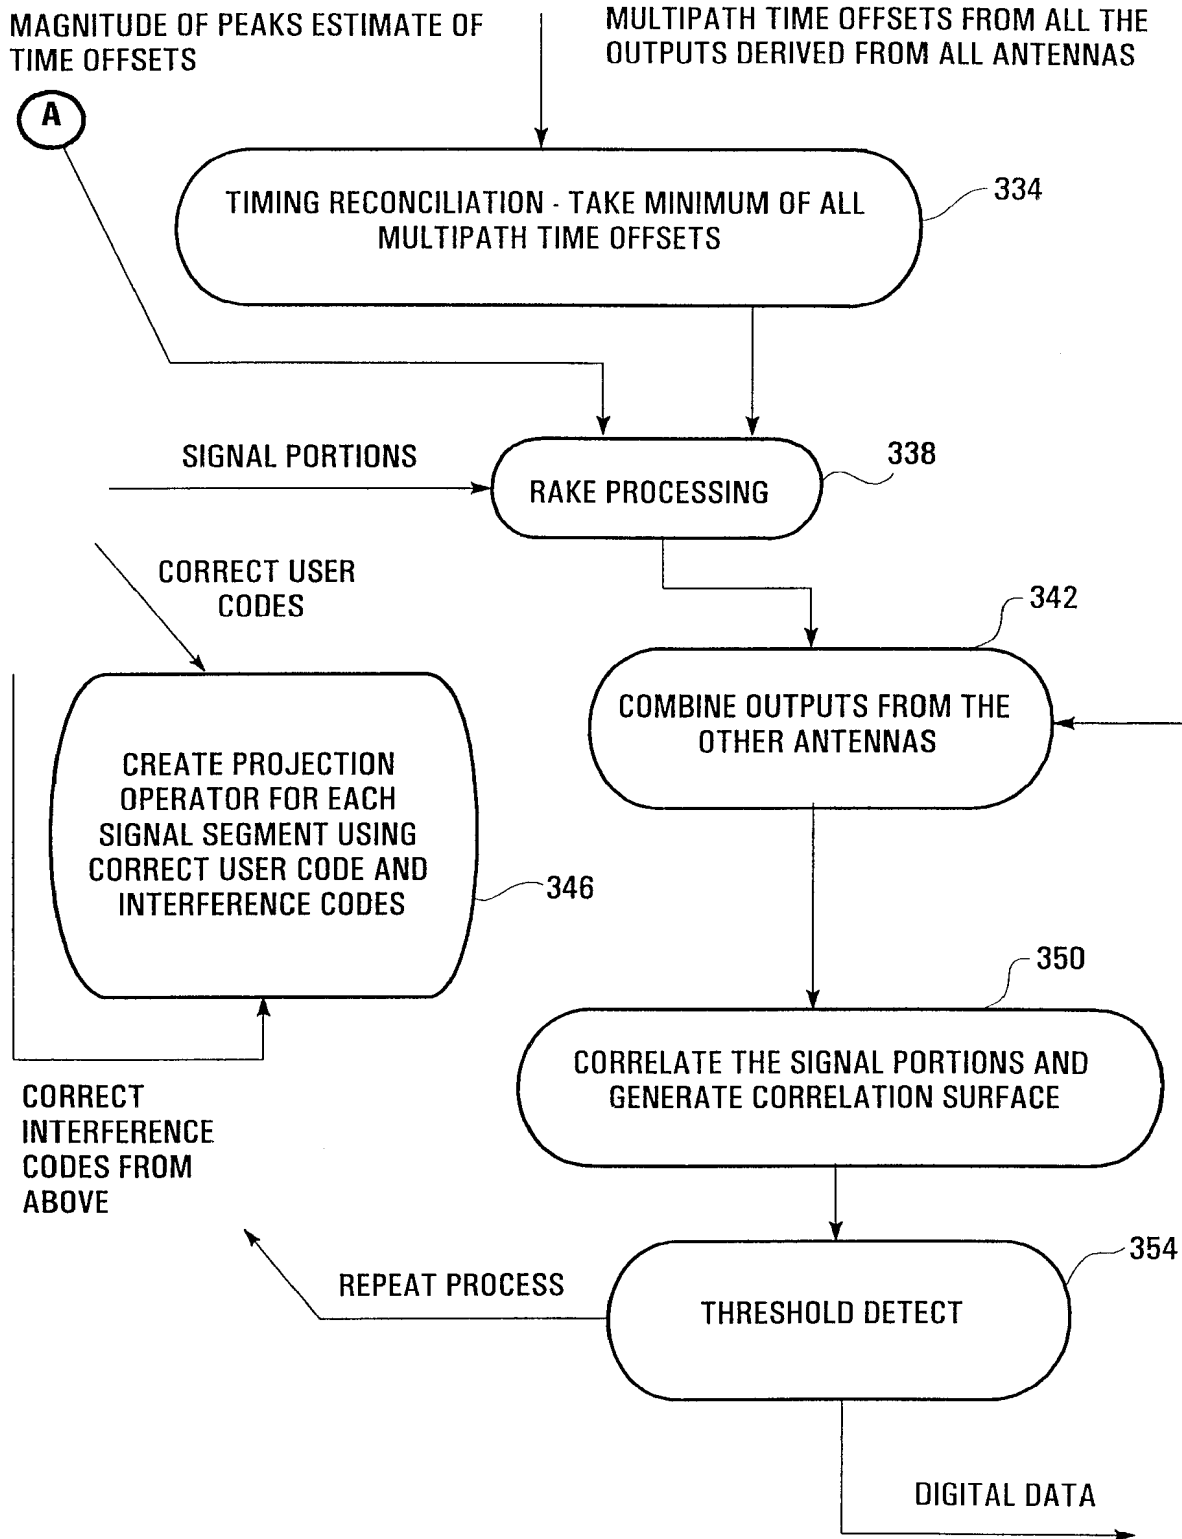 MAGNITUDE OF PEAKS ESTIMATE OF
TIME OFFSETS
MULTIPATH TIME OFFSETS FROM ALL THE
OUTPUTS DERIVED FROM ALL ANTENNAS
A
TIMING RECONCILIATION - TAKE MINIMUM OF ALL
MULTIPATH TIME OFFSETS
334
SIGNAL PORTIONS
RAKE PROCESSING
338
CORRECT USER
CODES
342
COMBINE OUTPUTS FROM THE
OTHER ANTENNAS
CREATE PROJECTION
OPERATOR FOR EACH
SIGNAL SEGMENT USING
CORRECT USER CODE AND
INTERFERENCE CODES
346
350
CORRELATE THE SIGNAL PORTIONS AND
GENERATE CORRELATION SURFACE
CORRECT
INTERFERENCE
CODES FROM
ABOVE
354
REPEAT PROCESS
THRESHOLD DETECT
DIGITAL DATA